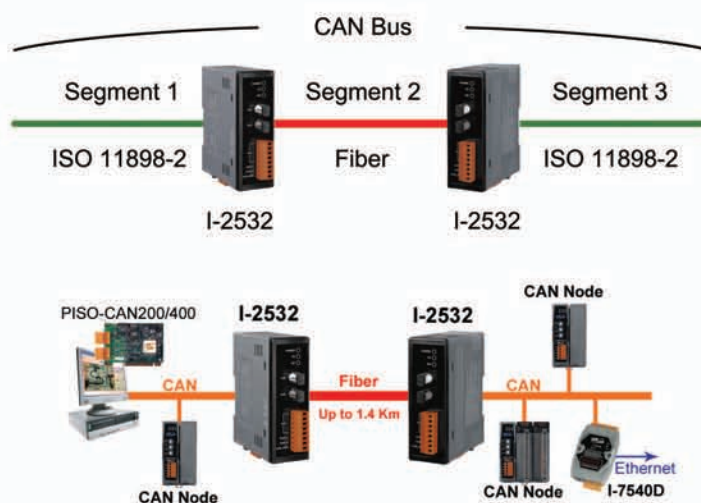 CAN Bus
Segment 1
Segment 2
Segment 3
ISO 11898-2
Fiber
ISO 11898-2
I-2532
I-2532
PISO-CAN200/400
I-2532
I-2532
CAN Node
CAN
Fiber
CAN
Up to 1.4 Km
Ethernet
CAN Node
CAN Node
I-7540D